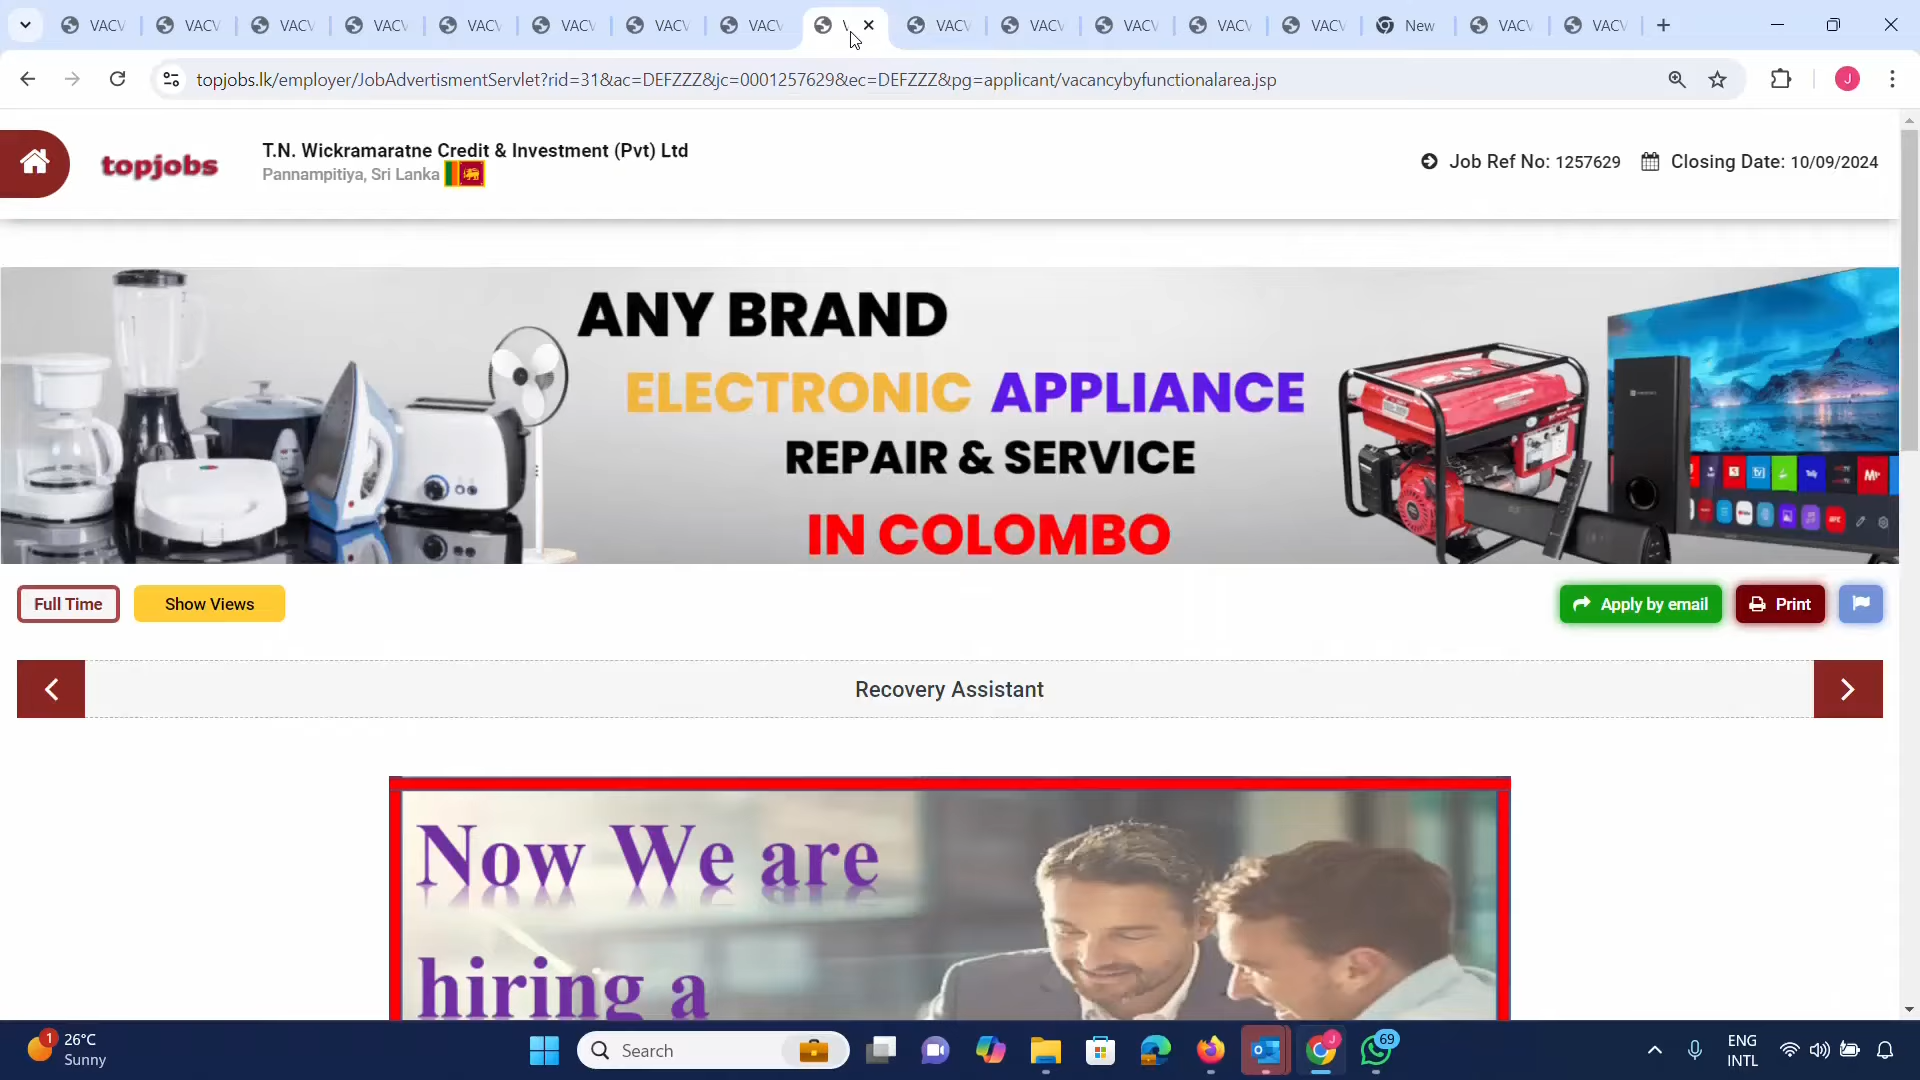 VACV
VACV
VACV
VACV
VACV
VACV
VACV
VACV
V
VACV
VACV
VACV
VACV
VACV
New
VACV
VACV
topjobs.lk/employer/JobAdvertismentServlet?rid=31&ac=DEFZZZ&jc=0001257629&ec=DEFZZZ&pg=applicant/vacancybyfunctionalarea.jsp
J
topjobs
T.N. Wickramaratne Credit & Investment (Pvt) Ltd
Pannampitiya, Sri Lanka
Job Ref No: 1257629
Closing Date: 10/09/2024
ANY BRAND
ELECTRONIC APPLIANCE
REPAIR & SERVICE
IN COLOMBO
Full Time
Show Views
Apply by email
Print
Recovery Assistant
Now We are
hiring a
1
26°C
Sunny
Search
J
69
ENG
INTL